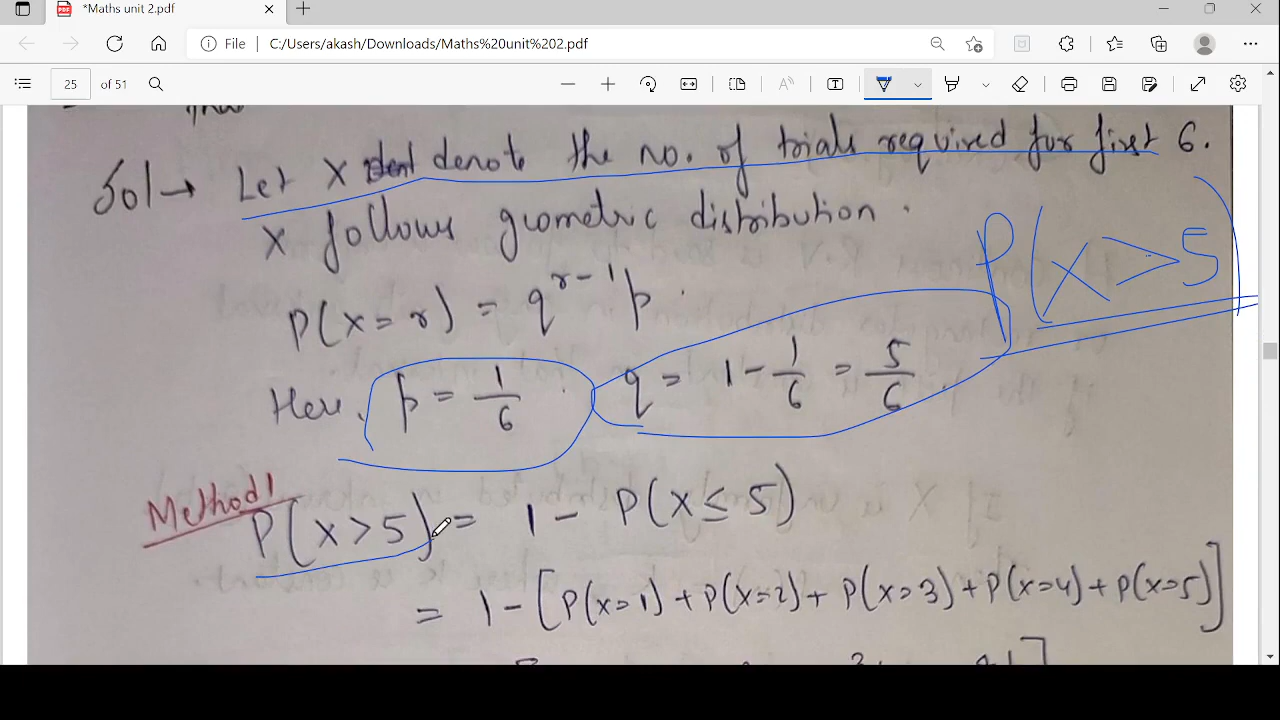 *Maths unit 2.pdf
File C:/Users/akash/Downloads/Maths%20unit%202.pdf
25 of 51
Sol → Let X denote the no. of trials required for first 6.
X follows geometric distribution.
P(X>5)
P(X=r) = q^{r-1} p.
Here, p = 1/6 q = 1 - 1/6 = 5/6
Method 1
P(X>5) = 1 - P(X≤5)
= 1 - [P(X=1) + P(X=2) + P(X=3) + P(X=4) + P(X=5)]